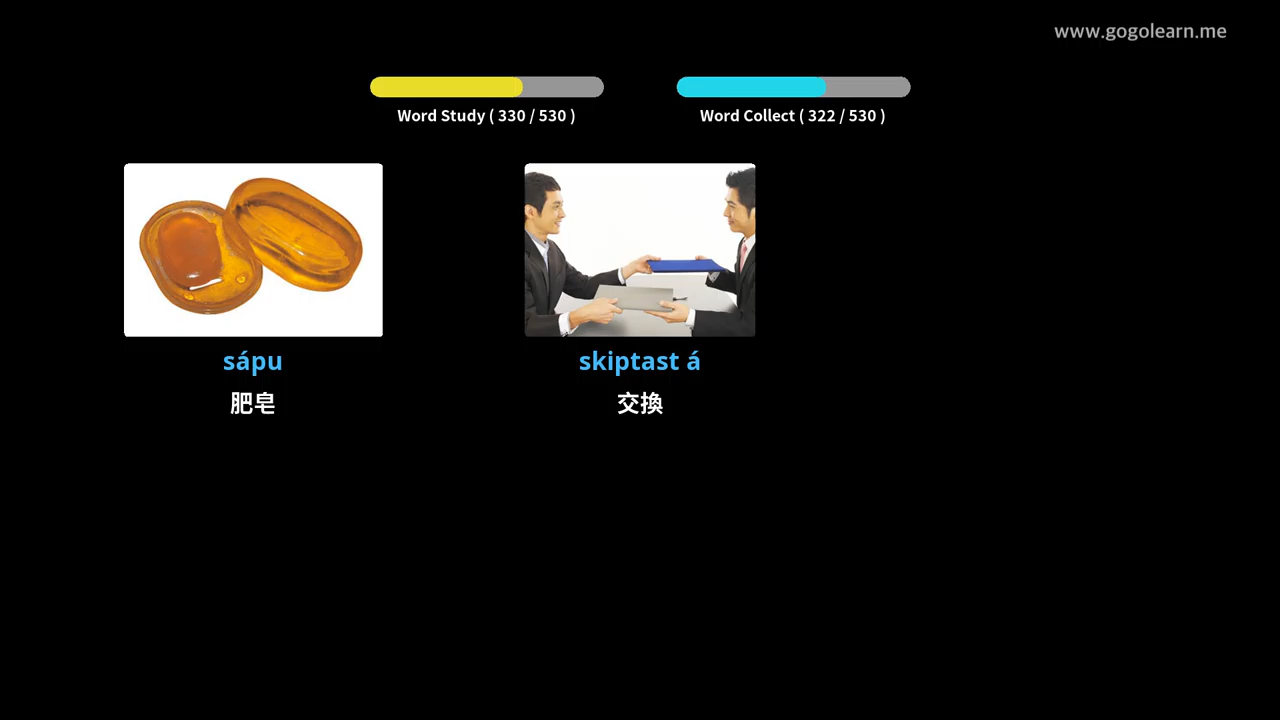 www.gogolearn.me
Word Study ( 330 / 530 )
Word Collect ( 322 / 530 )
sápu
肥皂
skiptast á
交換